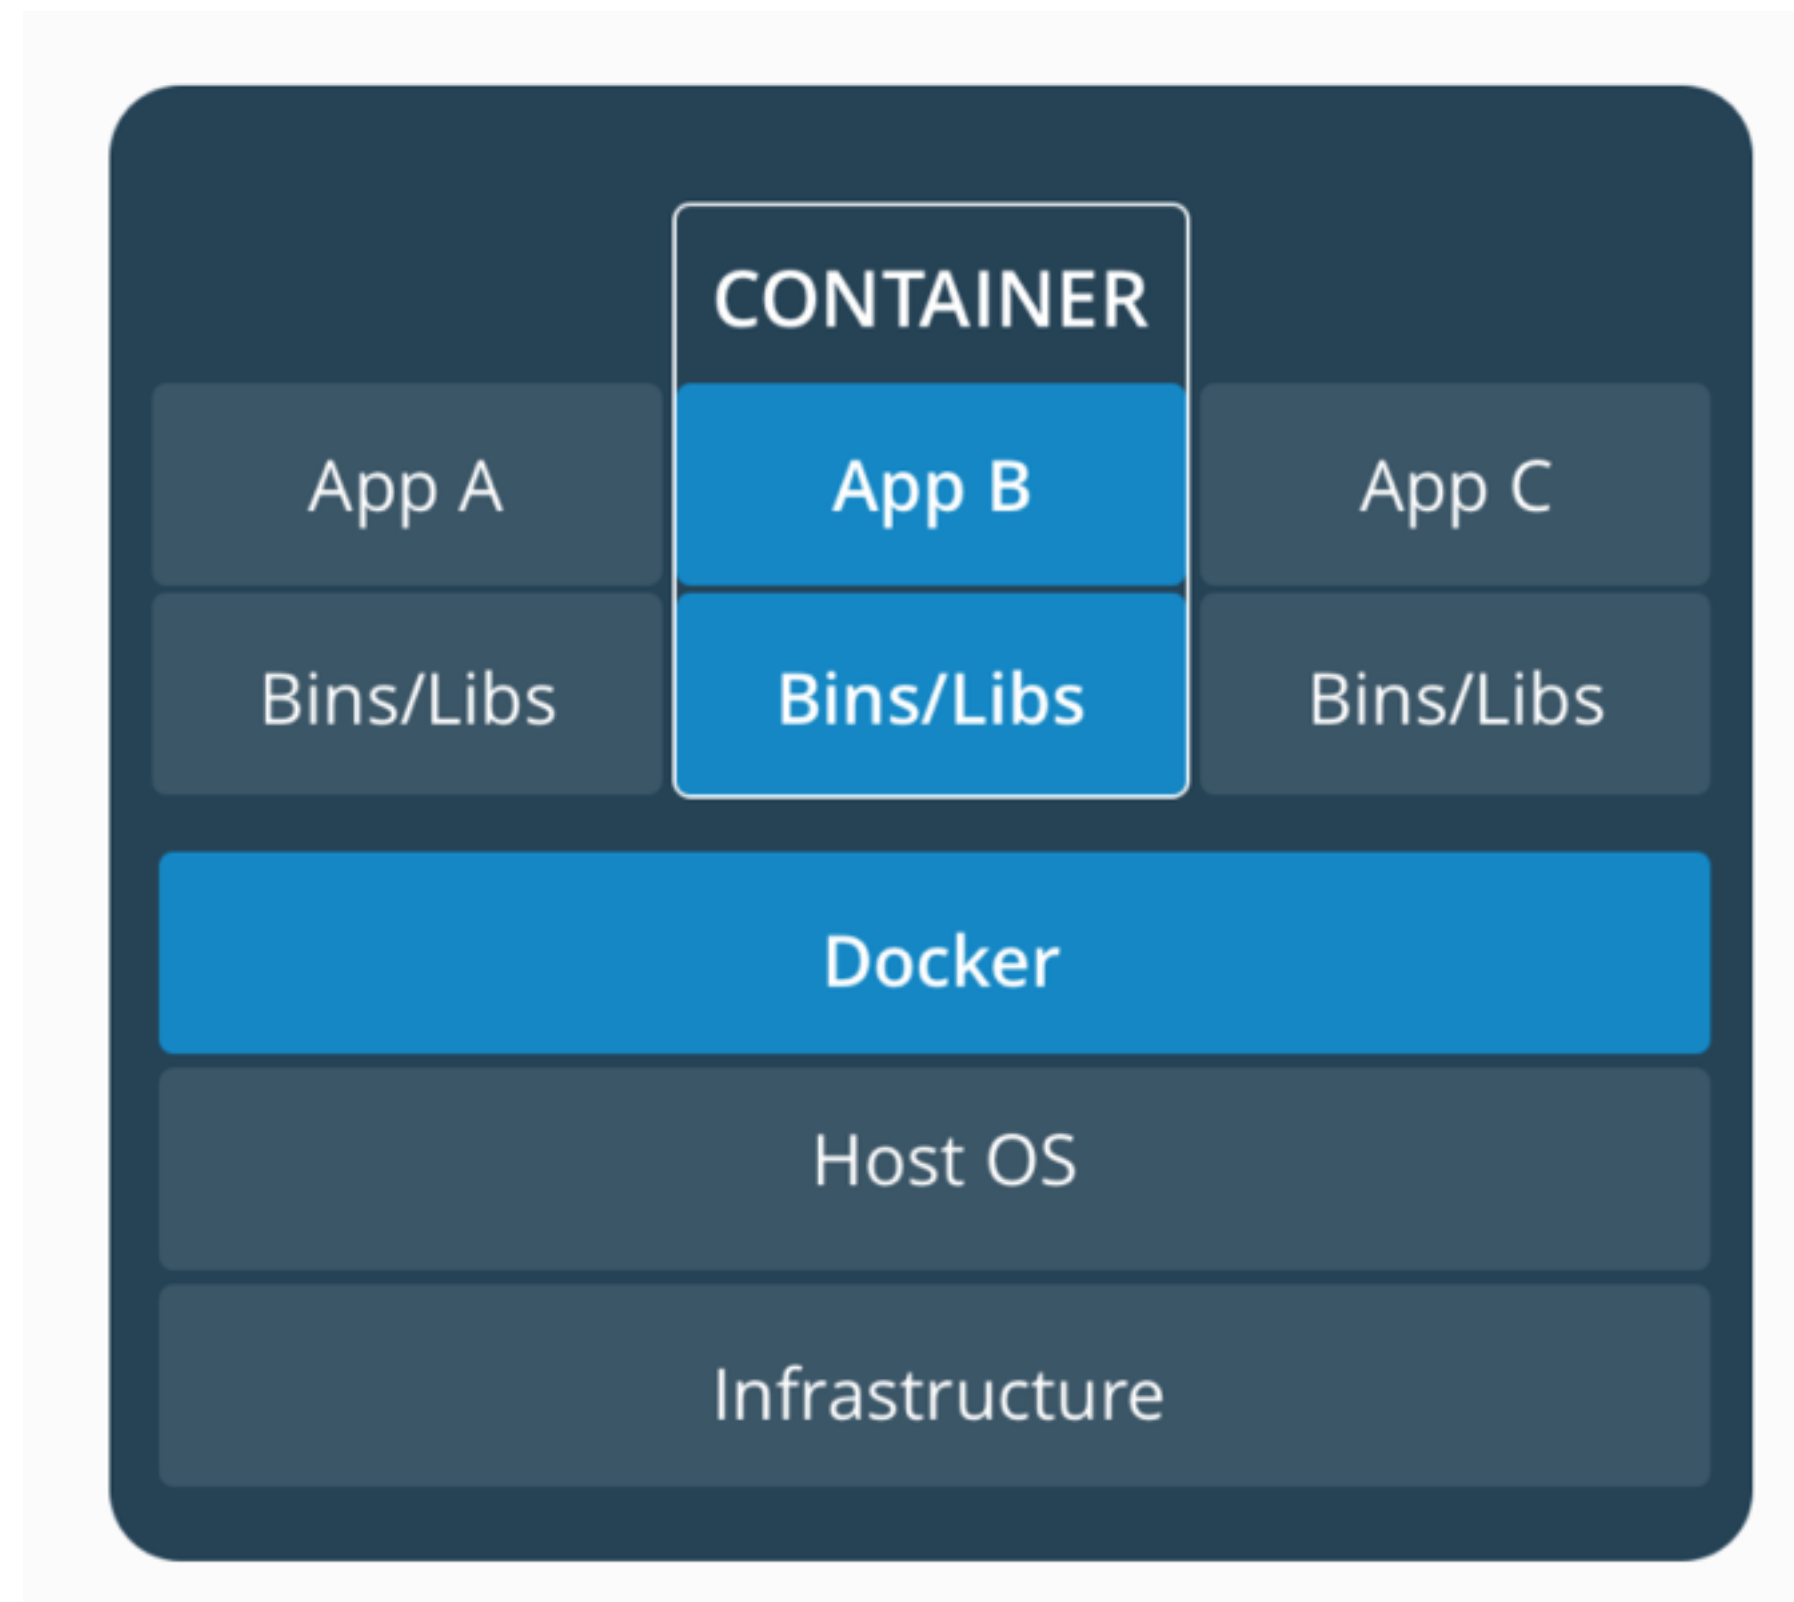 CONTAINER
App A
App B
App C
Bins/Libs
Bins/Libs
Bins/Libs
Docker
Host OS
Infrastructure